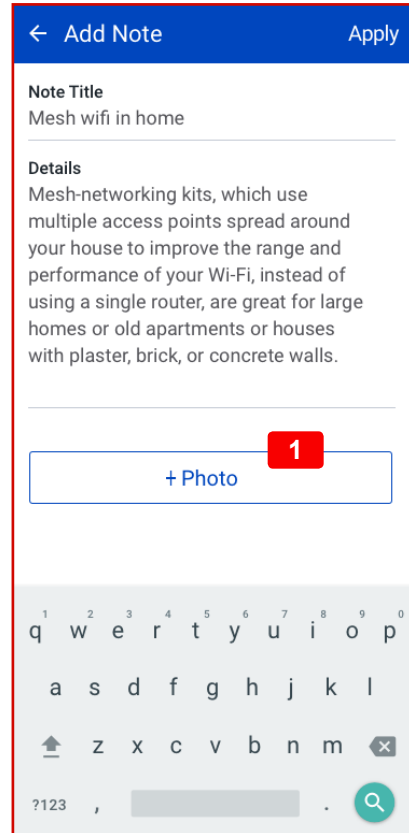 ← Add Note Apply
Note Title
Mesh wifi in home
Details
Mesh-networking kits, which use
multiple access points spread around
your house to improve the range and
performance of your Wi-Fi, instead of
using a single router, are great for large
homes or old apartments or houses
with plaster, brick, or concrete walls.
1
+ Photo
1 2 3 4 5 6 7 8 9 0
q w e r t y u i o p
a s d f g h j k l
z x c v b n m
?123 , .